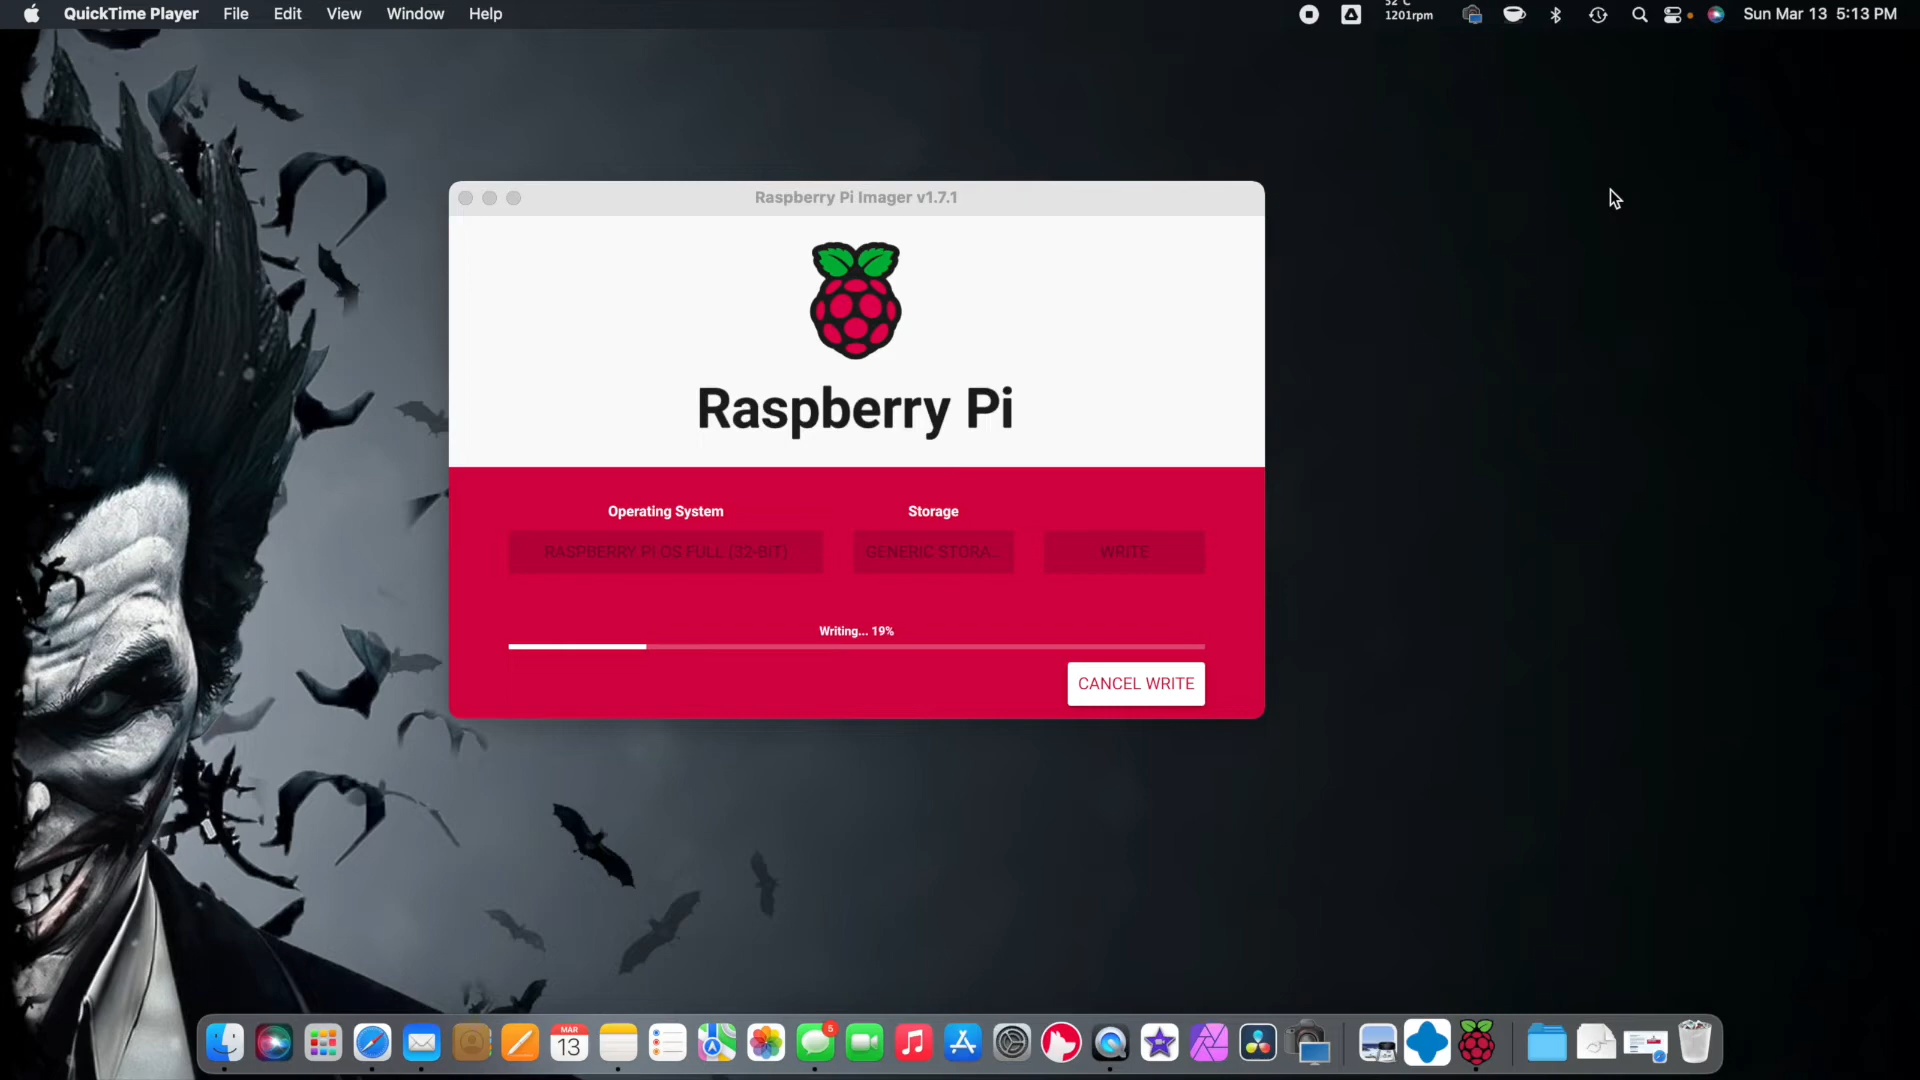 QuickTime Player File Edit View Window Help
52°C
1201rpm
Sun Mar 13 5:13 PM
Raspberry Pi Imager v1.7.1
Raspberry Pi
Operating System Storage
RASPBERRY PI OS FULL (32-BIT) GENERIC STORA... WRITE
Writing... 19%
CANCEL WRITE
MAR
13
5